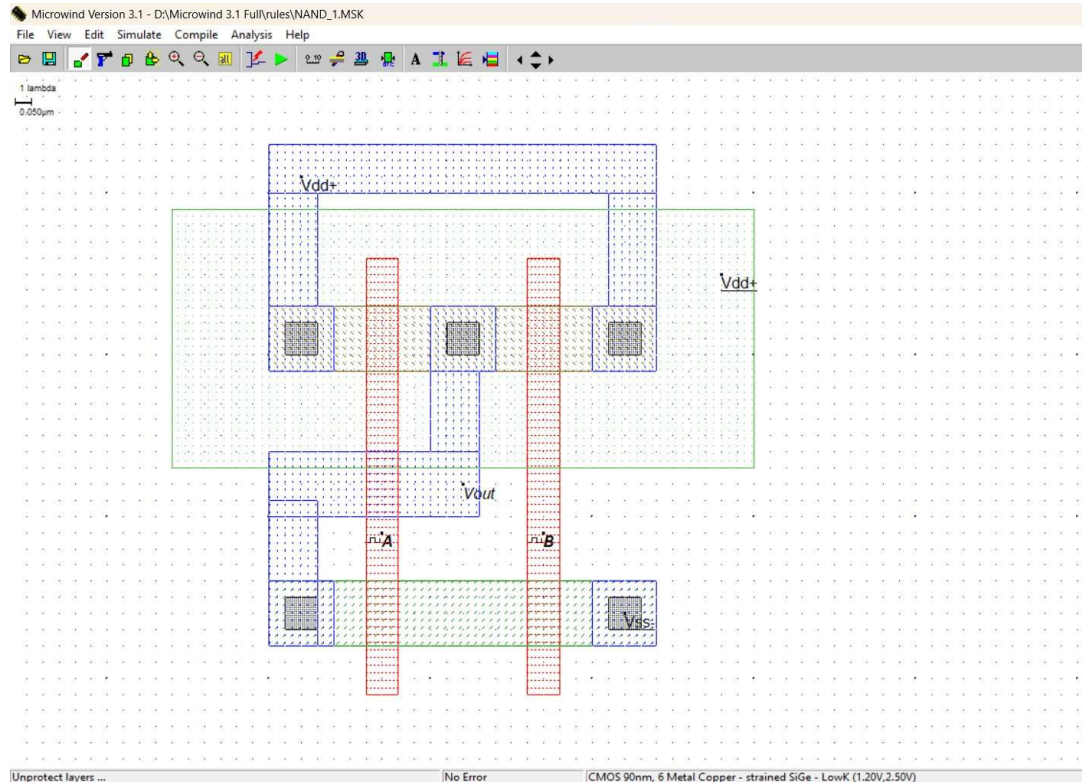 Microwind Version 3.1 - D:\Microwind 3.1 Full\rules\NAND_1.MSK
File View Edit Simulate Compile Analysis Help
1 lambda
0.050µm
Vdd+
Vdd+
Vout
A B
Vss-
Unprotect layers ... No Error CMOS 90nm, 6 Metal Copper - strained SiGe - LowK (1.20V,2.50V)